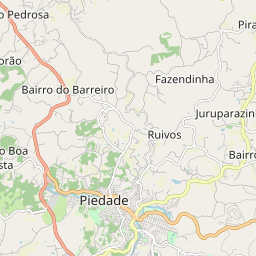 o Pedrosa
Pira
orão
Fazendinha
Bairro do Barreiro
Juruparazin
Ruivos
o Boa
sta
Bairro
Piedade